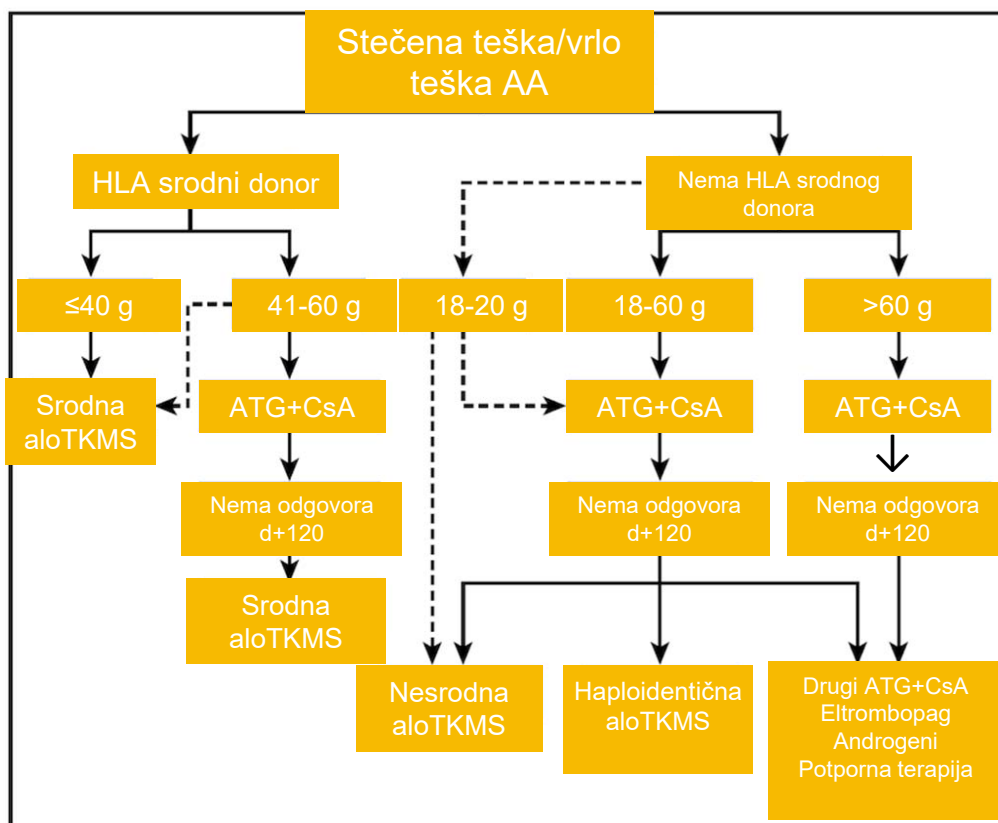 Stečena teška/vrlo
teška AA
HLA srodni donor
Nema HLA srodnog
donora
≤40 g
41-60 g
18-20 g
18-60 g
>60 g
Srodna
aloTKMS
ATG+CsA
ATG+CsA
ATG+CsA
Nema odgovora
d+120
Nema odgovora
d+120
Nema odgovora
d+120
Srodna
aloTKMS
Nesrodna
aloTKMS
Haploidentična
aloTKMS
Drugi ATG+CsA
Eltrombopag
Androgeni
Potporna terapija